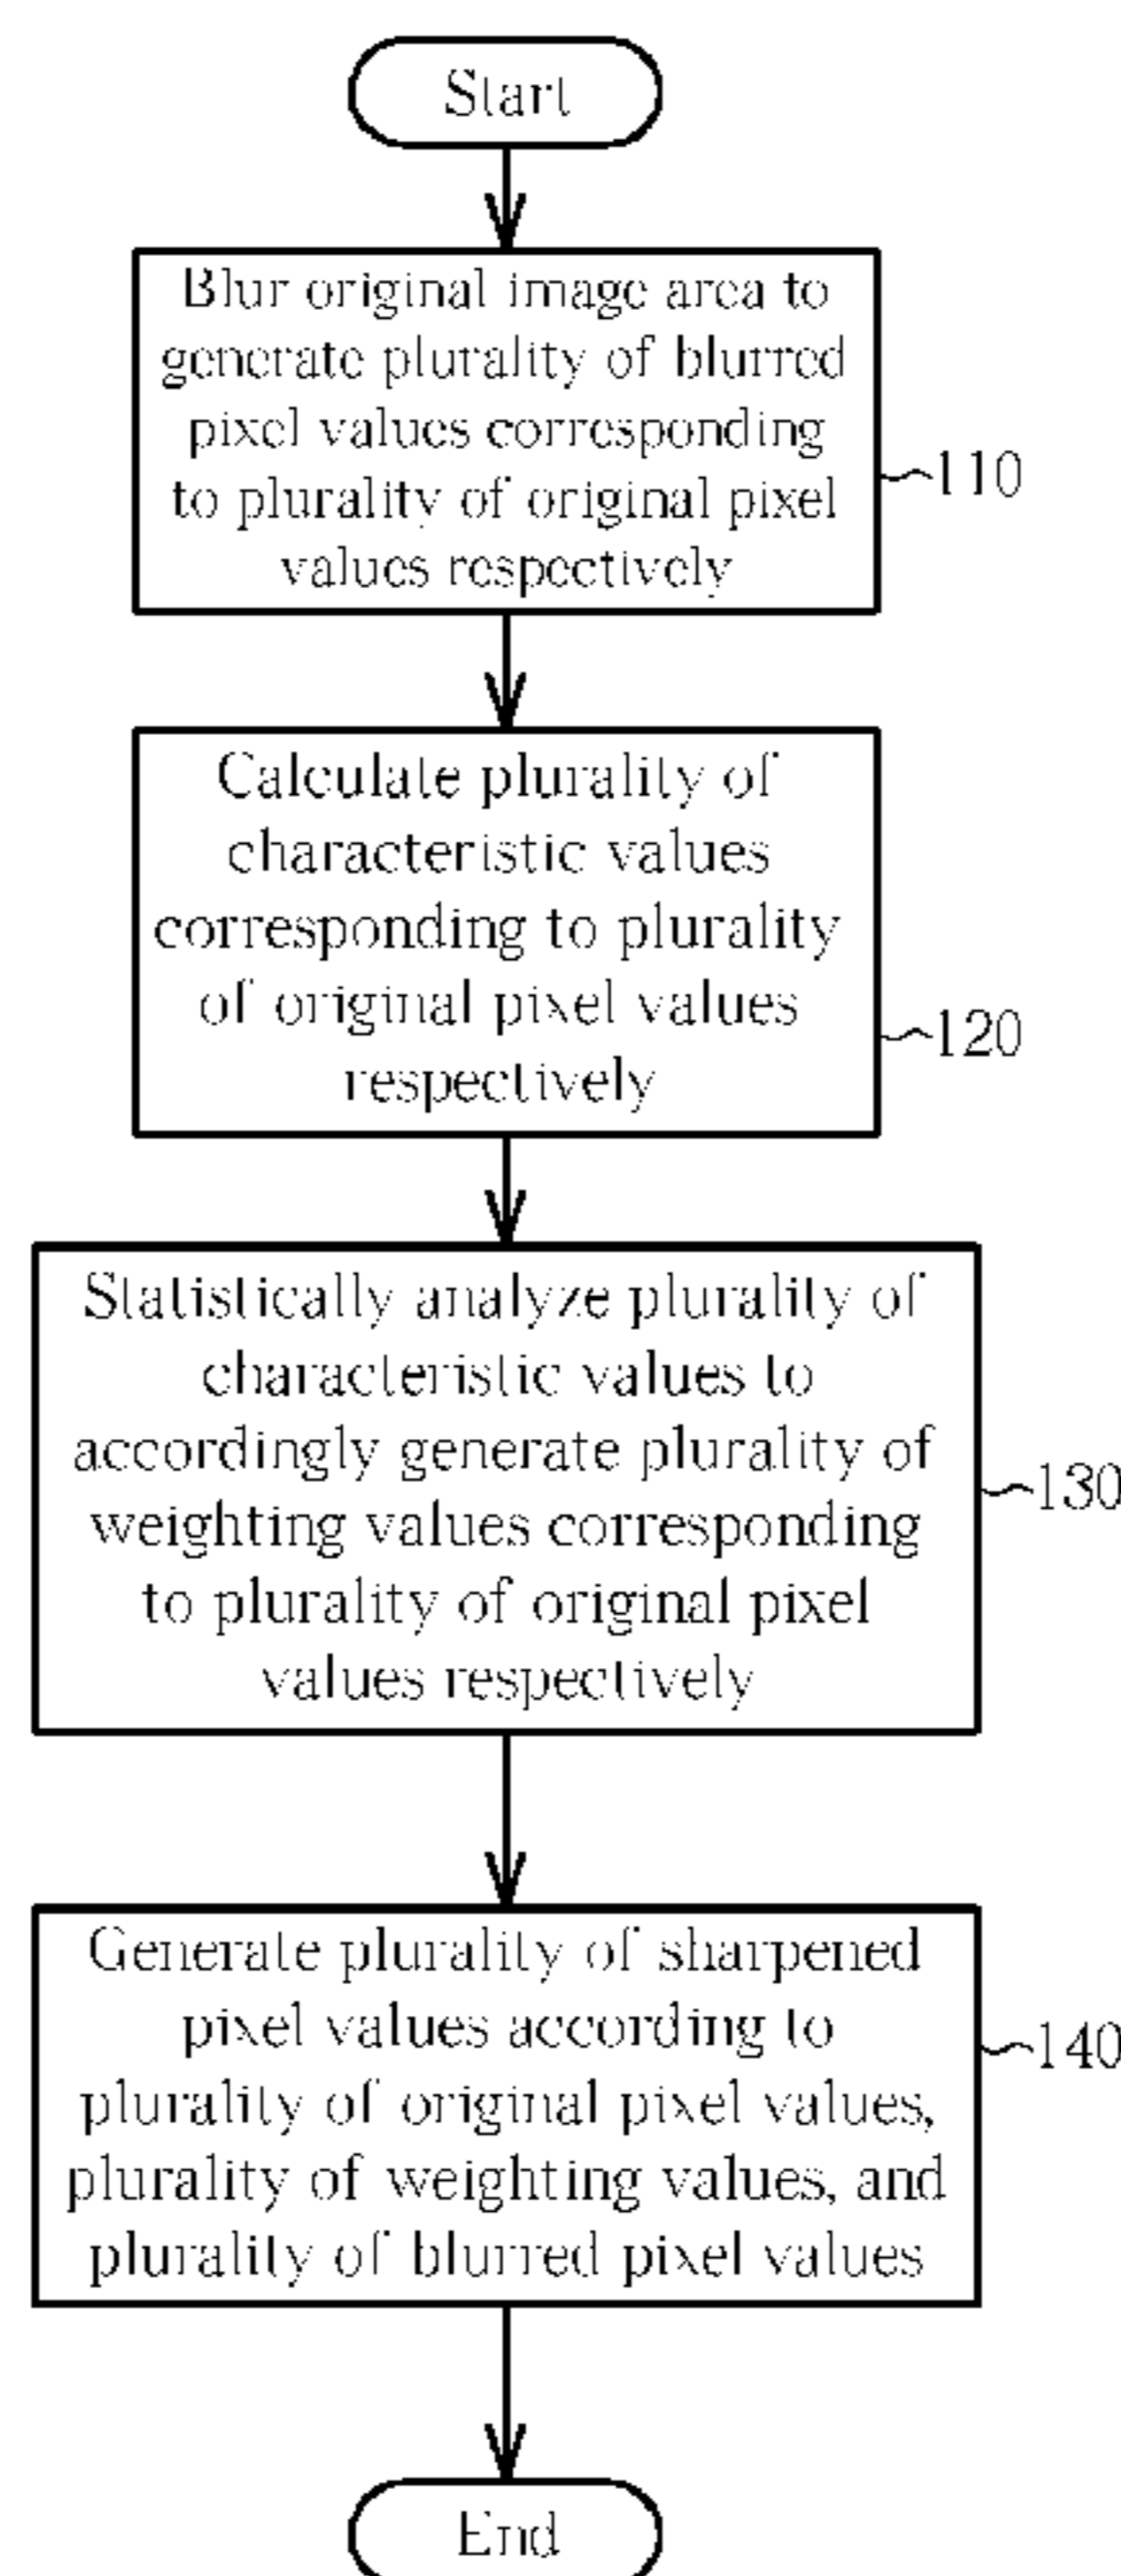 Start
Blur original image area to
generate plurality of blurred
pixel values corresponding
to plurality of original pixel
values respectively
110
Calculate plurality of
characteristic values
corresponding to plurality
of original pixel values
respectively
120
Statistically analyze plurality of
characteristic values to
accordingly generate plurality of
weighting values corresponding
to plurality of original pixel
values respectively
130
Generate plurality of sharpened
pixel values according to
plurality of original pixel values,
plurality of weighting values, and
plurality of blurred pixel values
140
End